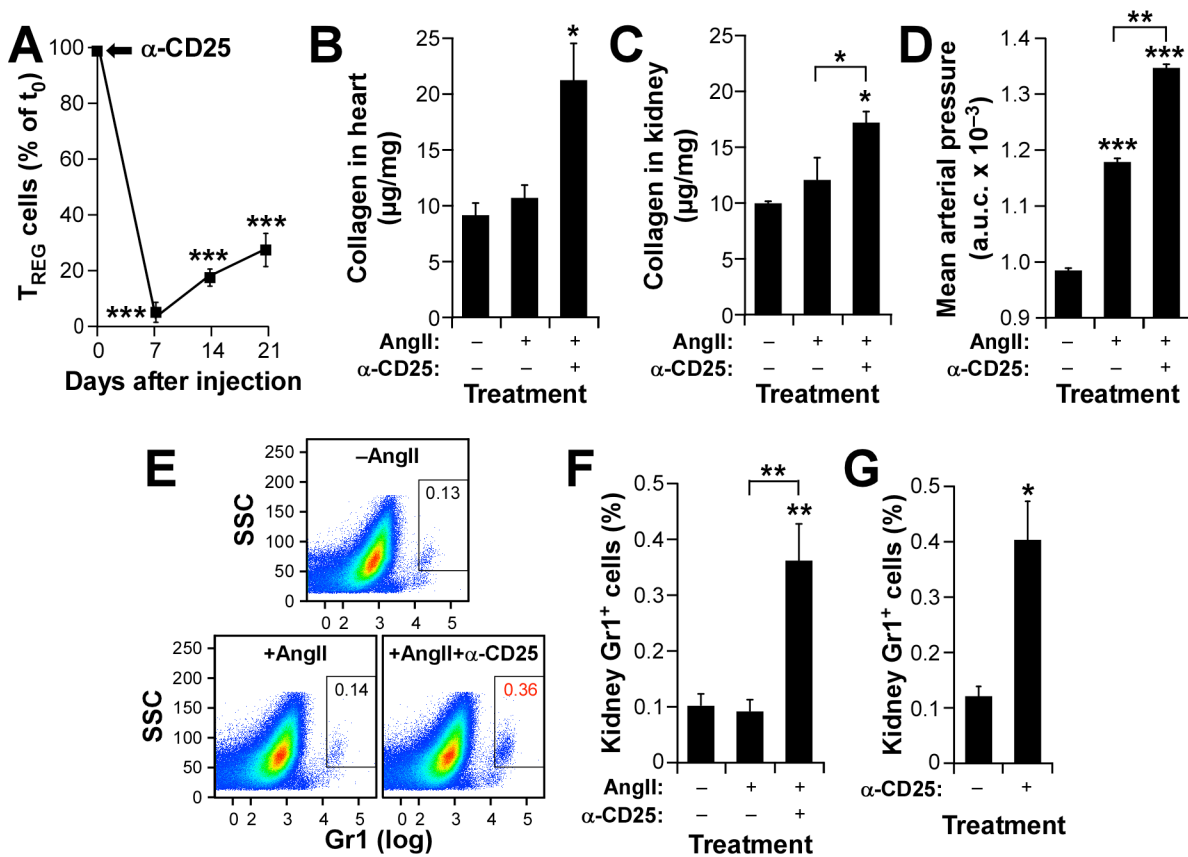 A
α-CD25
T_REG cells (% of t_0)
100
80
60
40
20
0
***
***
***
0 7 14 21
Days after injection
B
Collagen in heart
(µg/mg)
25
20
15
10
5
0
*
AngII: – + +
α-CD25: – – +
Treatment
C
Collagen in kidney
(µg/mg)
25
20
15
10
5
0
*
*
– + +
AngII:
α-CD25: – – +
Treatment
D
Mean arterial pressure
(a.u.c. x 10⁻³)
1.4
1.3
1.2
1.0
0.9
**
***
***
AngII: – + +
α-CD25: – – +
Treatment
E
–AngII
0.13
SSC
250
200
150
100
50
0
0 2 3 4 5
+AngII
0.14
SSC
250
200
150
100
50
0
0 2 3 4 5
+AngII+α-CD25
0.36
0 2 3 4 5
Gr1 (log)
F
Kidney Gr1⁺ cells (%)
0.5
0.4
0.3
0.2
0.1
0
**
**
AngII: – + +
α-CD25: – – +
Treatment
G
Kidney Gr1⁺ cells (%)
0.5
0.4
0.3
0.2
0.1
0
*
α-CD25: – +
Treatment